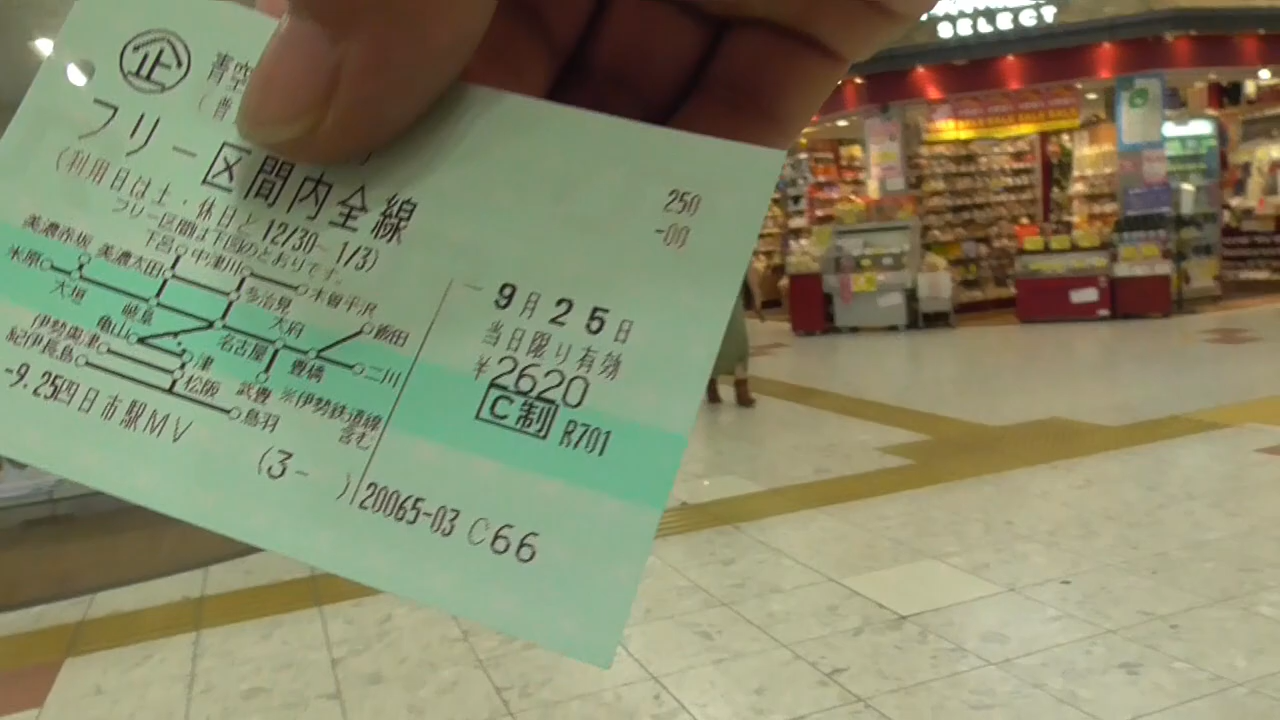 SELECT
企 青空
(普
フリー区間内全線
(利用日は土・休日と12/30~1/3)
フリー区間は下図のとおりです。
250
-00
美濃赤坂 美濃太田 下呂 中津川
米原 大垣 岐阜 多治見 木曽平沢
亀山 名古屋 大府 飯田
伊勢奥津 津 豊橋 二川
紀伊長島 松阪 武豊 ※伊勢鉄道線
鳥羽 含む
-9月25日
当日限り有効
¥2620
C制 R701
-9.25四日市駅MV
(3- )
20065-03 C66